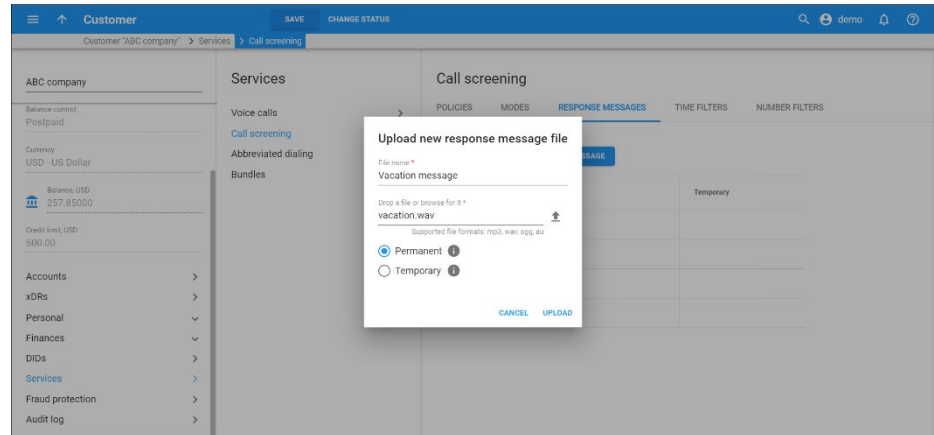 Customer
SAVE
CHANGE STATUS
demo
Customer "ABC company" > Services > Call screening
ABC company
Balance control
Postpaid
Currency
USD - US Dollar
Balance, USD
257.85000
Credit limit, USD
500.00
Accounts
xDRs
Personal
Finances
DIDs
Services
Fraud protection
Audit log
Services
Voice calls
Call screening
Abbreviated dialing
Bundles
Call screening
POLICIES
MODES
RESPONSE MESSAGES
TIME FILTERS
NUMBER FILTERS
Temporary
Upload new response message file
File name *
Vacation message
Drop a file or browse for it *
vacation.wav
Supported file formats: mp3, wav, ogg, au
Permanent
Temporary
CANCEL
UPLOAD